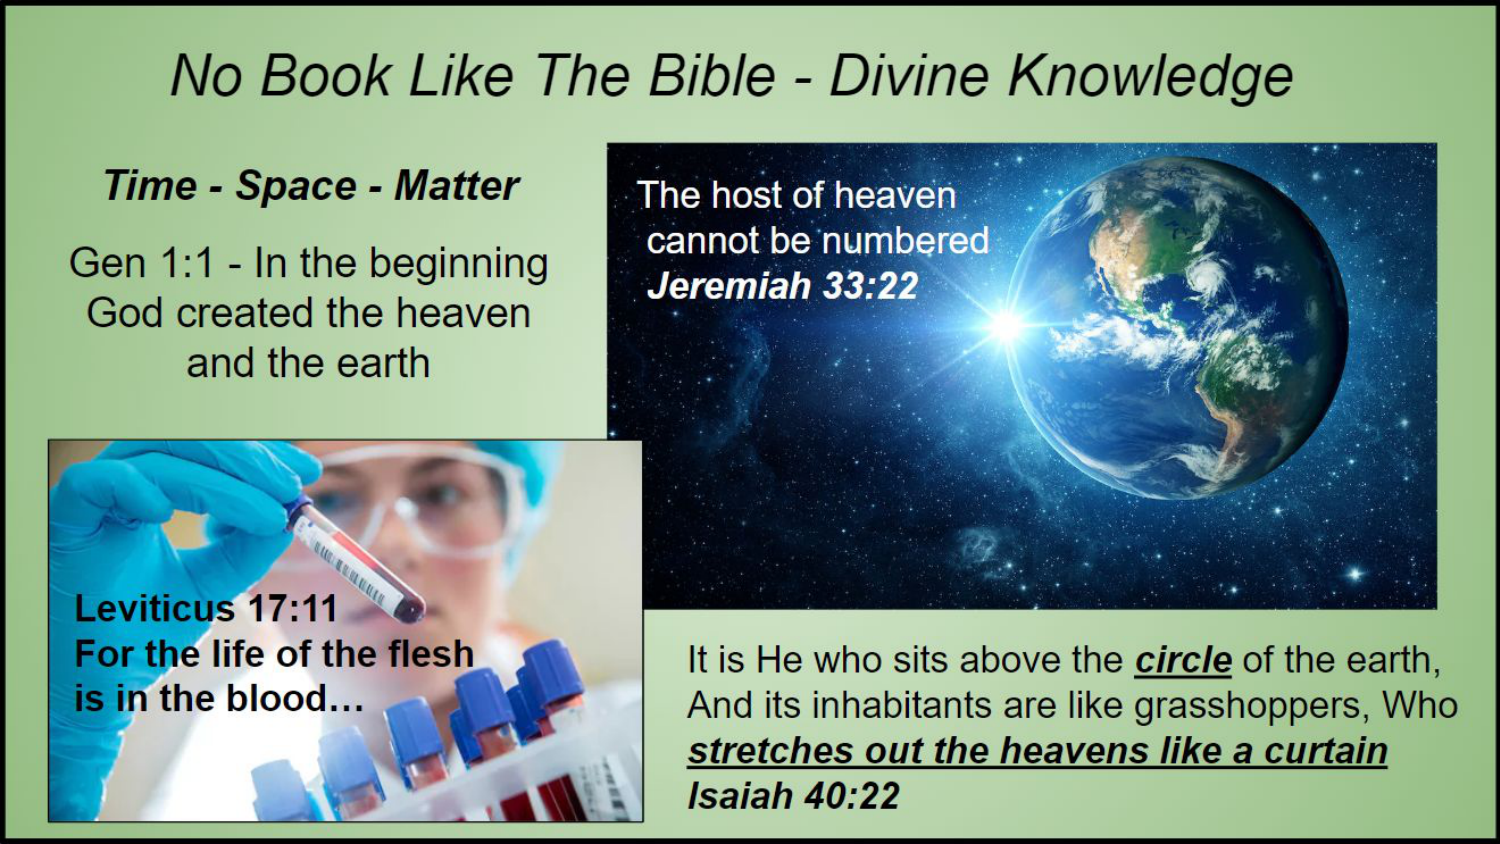 No Book Like The Bible - Divine Knowledge
Time - Space - Matter
Gen 1:1 - In the beginning
God created the heaven
and the earth
The host of heaven
cannot be numbered
Jeremiah 33:22
Leviticus 17:11
For the life of the flesh
is in the blood…
It is He who sits above the circle of the earth,
And its inhabitants are like grasshoppers, Who
stretches out the heavens like a curtain
Isaiah 40:22